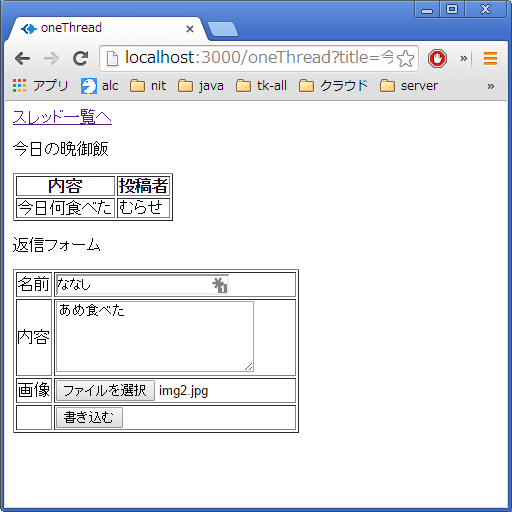 oneThread
localhost:3000/oneThread?title=今
アプリ alc nit java tk-all クラウド server »
スレッド一覧へ
今日の晩御飯
内容 投稿者
今日何食べた むらせ
返信フォーム
名前 ななし
内容 あめ食べた
画像 ファイルを選択 img2.jpg
書き込む